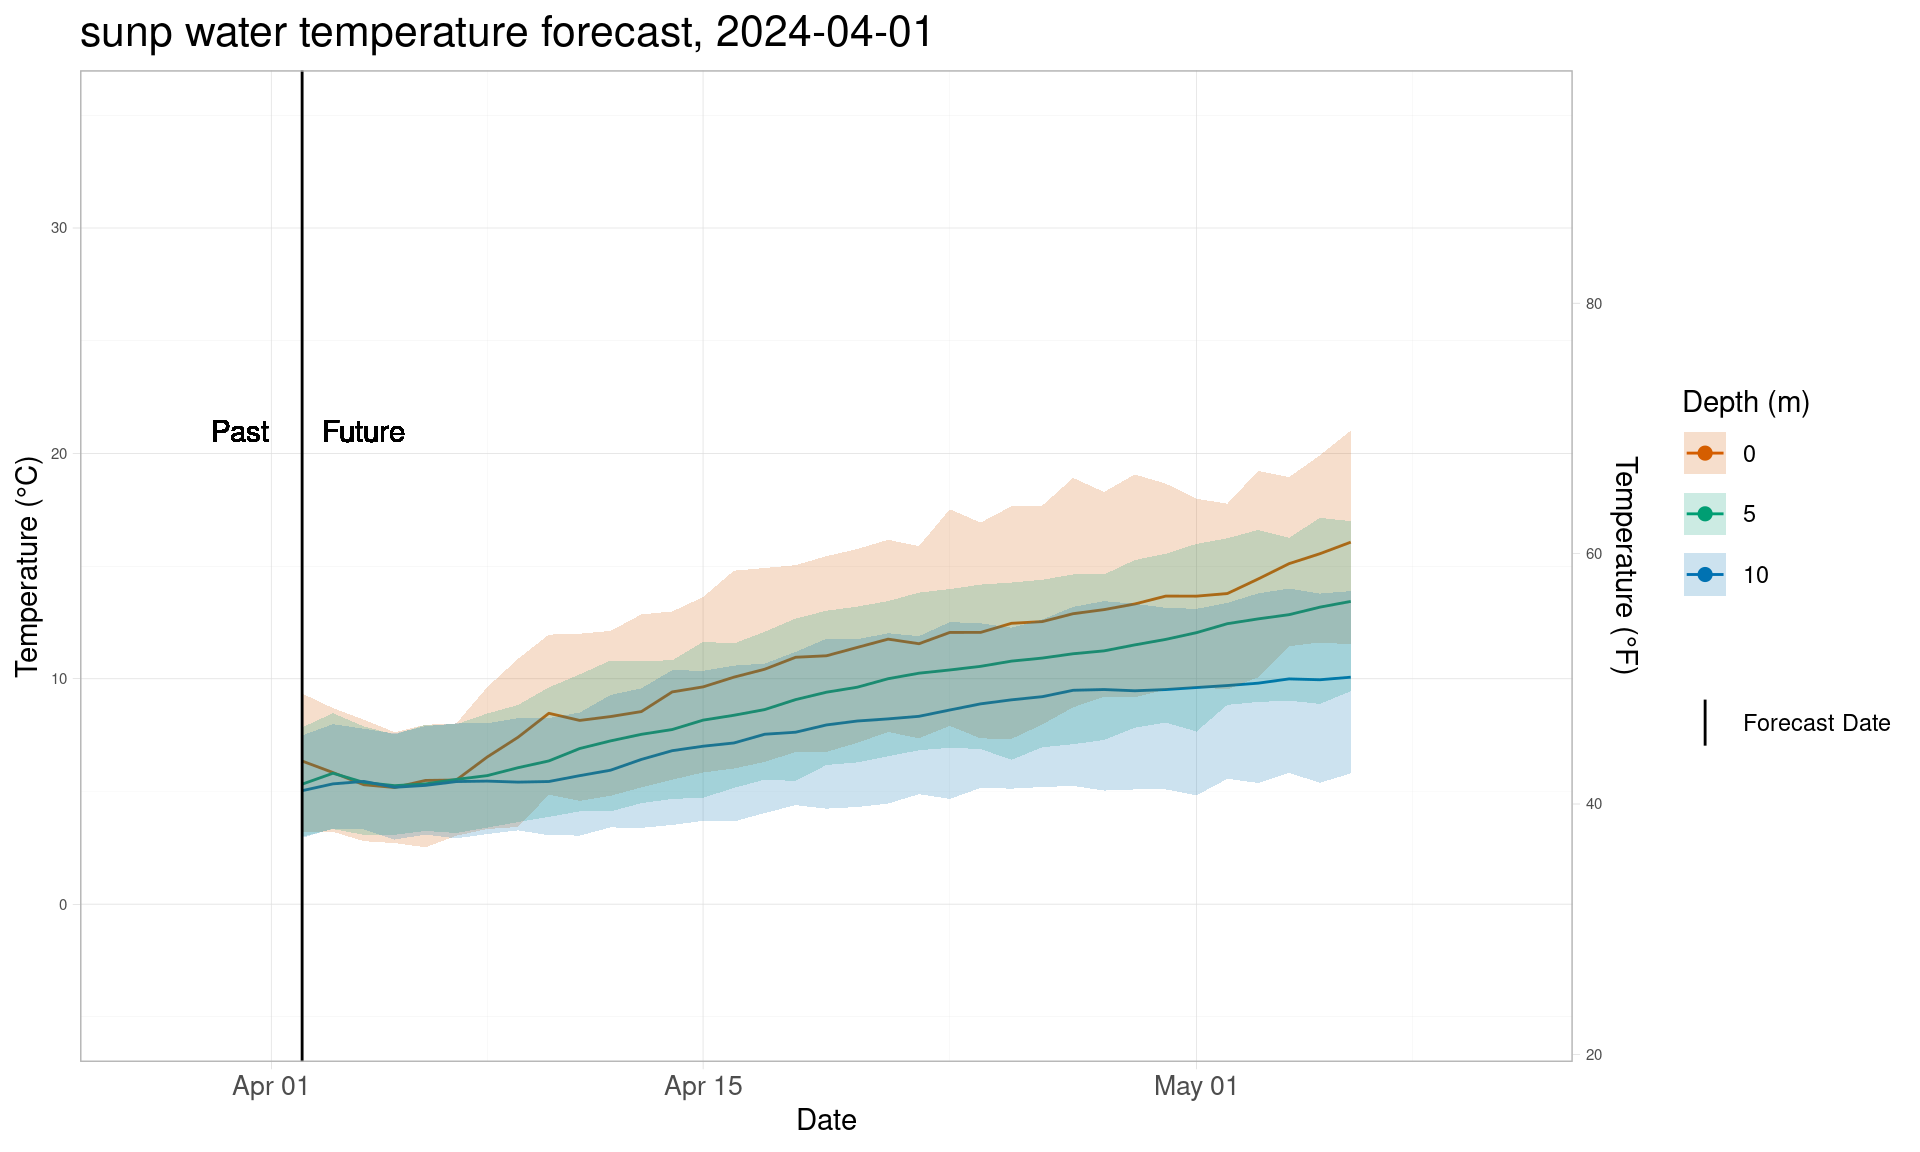 sunp water temperature forecast, 2024-04-01
Temperature (°C)
30
20
10
0
Past
Future
Apr 01
Apr 15
May 01
Date
80
60
40
20
Temperature (°F)
Depth (m)
0
5
10
Forecast Date